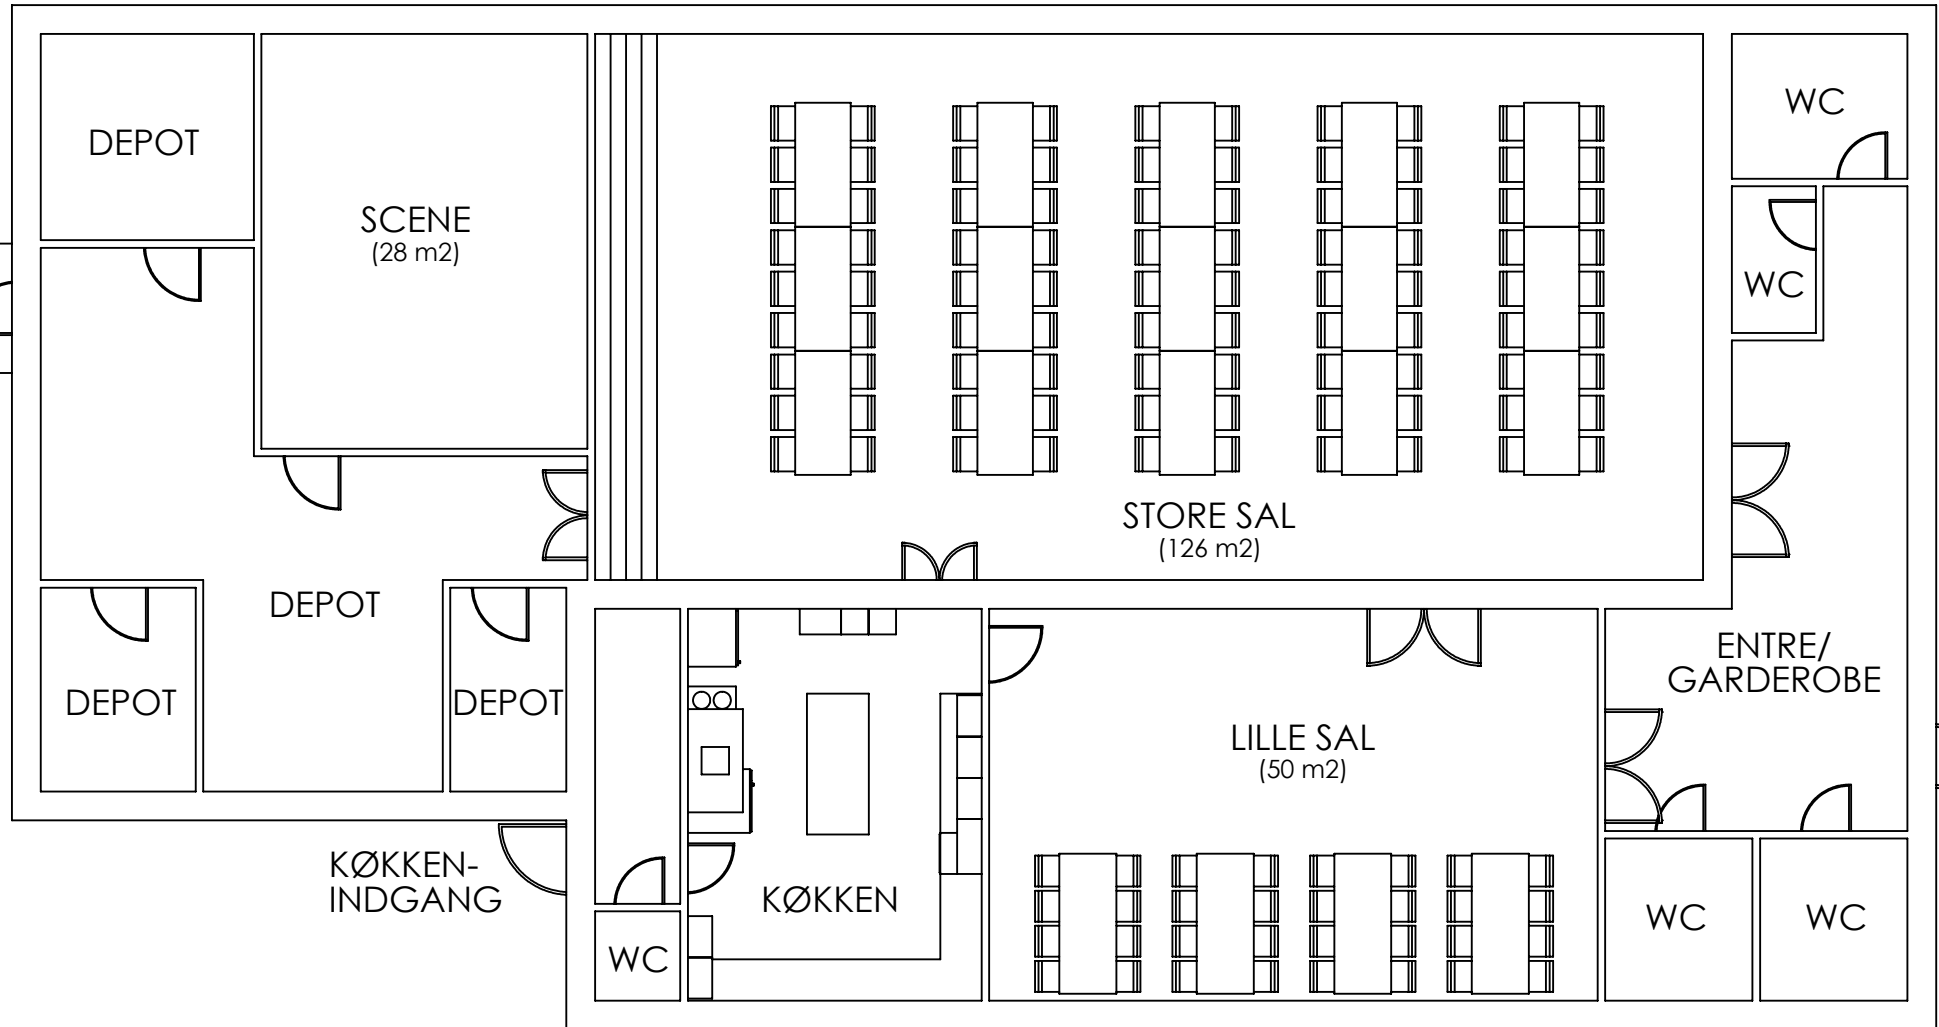 DEPOT
SCENE
(28 m2)
WC
WC
STORE SAL
(126 m2)
DEPOT
DEPOT
DEPOT
ENTRE/
GARDEROBE
LILLE SAL
(50 m2)
KØKKEN-
INDGANG
KØKKEN
WC
WC
WC